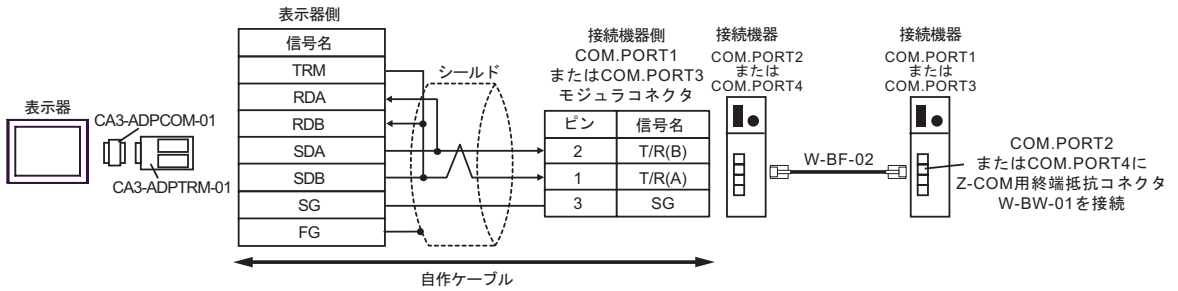 表示器
CA3-ADPCOM-01
CA3-ADPTRM-01
表示器側
信号名
TRM
RDA
RDB
SDA
SDB
SG
FG
シールド
自作ケーブル
接続機器側
COM.PORT1
またはCOM.PORT3
モジュラコネクタ
ピン 信号名
2 T/R(B)
1 T/R(A)
3 SG
接続機器
COM.PORT2
または
COM.PORT4
W-BF-02
接続機器
COM.PORT1
または
COM.PORT3
COM.PORT2
またはCOM.PORT4に
Z-COM用終端抵抗コネクタ
W-BW-01を接続